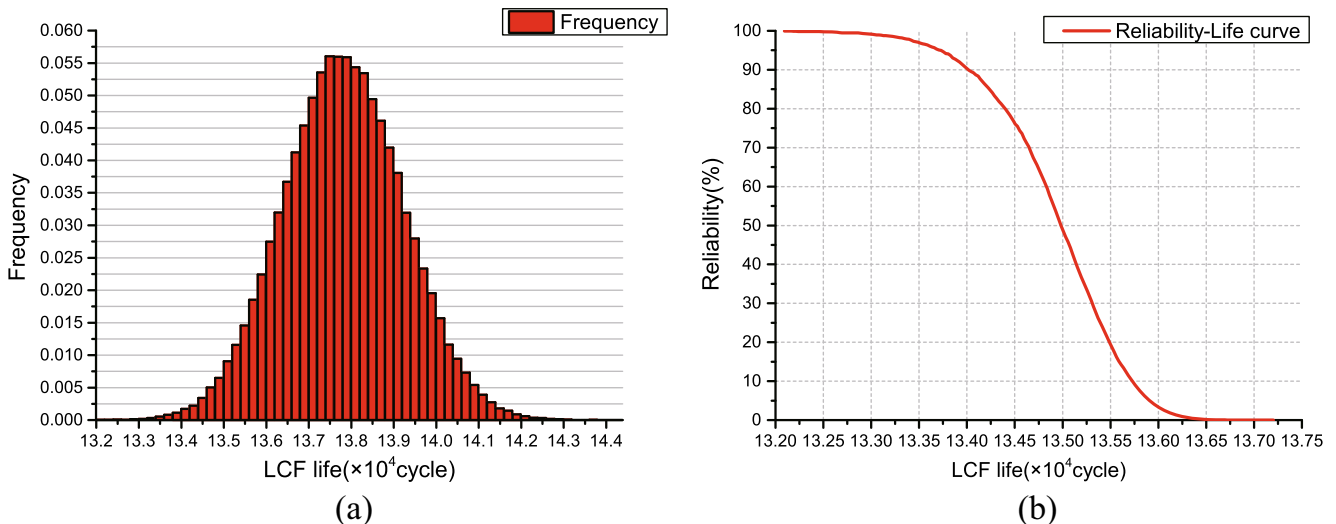 Frequency
0.060
0.055
0.050
0.045
0.040
0.035
0.030
0.025
0.020
0.015
0.010
0.005
0.000
Frequency
13.2 13.3 13.4 13.5 13.6 13.7 13.8 13.9 14.0 14.1 14.2 14.3 14.4
LCF life(×10⁴cycle)
(a)
Reliability-Life curve
100
90
80
70
60
50
40
30
20
10
0
Reliability(%)
13.20 13.25 13.30 13.35 13.40 13.45 13.50 13.55 13.60 13.65 13.70 13.75
LCF life(×10⁴cycle)
(b)